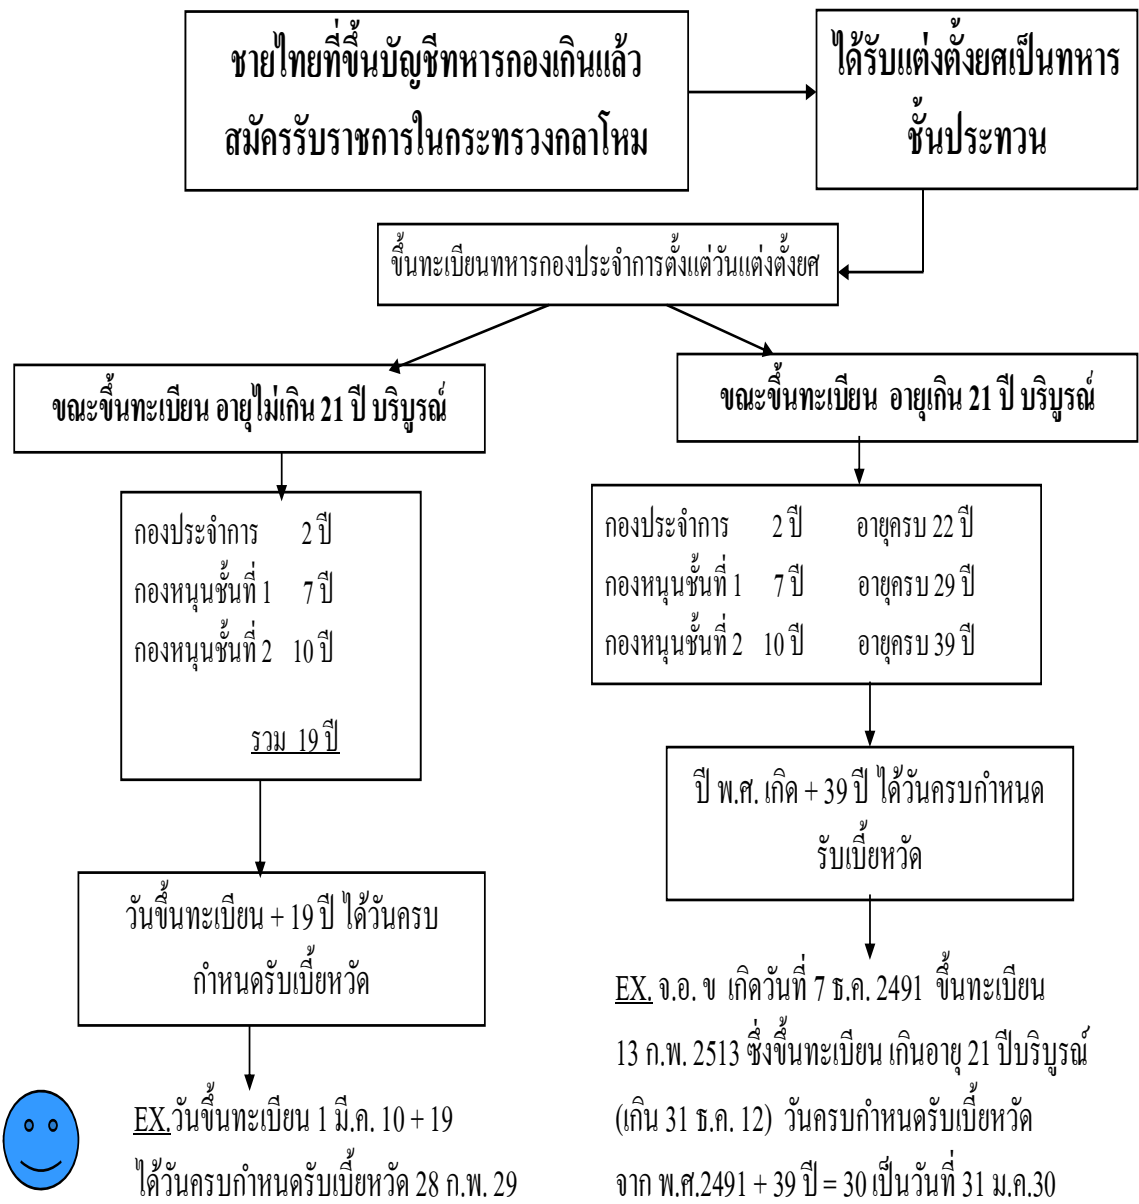 ชายไทยที่ขึ้นบัญชีทหารกองเกินแล้ว
สมัครรับราชการในกระทรวงกลาโหม
ได้รับแต่งตั้งยศเป็นทหาร
ชั้นประทวน
ขึ้นทะเบียนทหารกองประจำการตั้งแต่วันแต่งตั้งยศ
ขณะขึ้นทะเบียน อายุไม่เกิน 21 ปี บริบูรณ์
กองประจำการ 2 ปี
กองหนุนชั้นที่ 1 7 ปี
กองหนุนชั้นที่ 2 10 ปี
รวม 19 ปี
วันขึ้นทะเบียน + 19 ปี ได้วันครบ
กำหนดรับเบี้ยหวัด
EX.วันขึ้นทะเบียน 1 มี.ค. 10 + 19
ได้วันครบกำหนดรับเบี้ยหวัด 28 ก.พ. 29
ขณะขึ้นทะเบียน อายุเกิน 21 ปี บริบูรณ์
กองประจำการ 2 ปี อายุครบ 22 ปี
กองหนุนชั้นที่ 1 7 ปี อายุครบ 29 ปี
กองหนุนชั้นที่ 2 10 ปี อายุครบ 39 ปี
ปี พ.ศ. เกิด + 39 ปี ได้วันครบกำหนด
รับเบี้ยหวัด
EX. จ.อ. ข เกิดวันที่ 7 ธ.ค. 2491 ขึ้นทะเบียน
13 ก.พ. 2513 ซึ่งขึ้นทะเบียน เกินอายุ 21 ปีบริบูรณ์
(เกิน 31 ธ.ค. 12) วันครบกำหนดรับเบี้ยหวัด
จาก พ.ศ.2491 + 39 ปี = 30 เป็นวันที่ 31 ม.ค.30